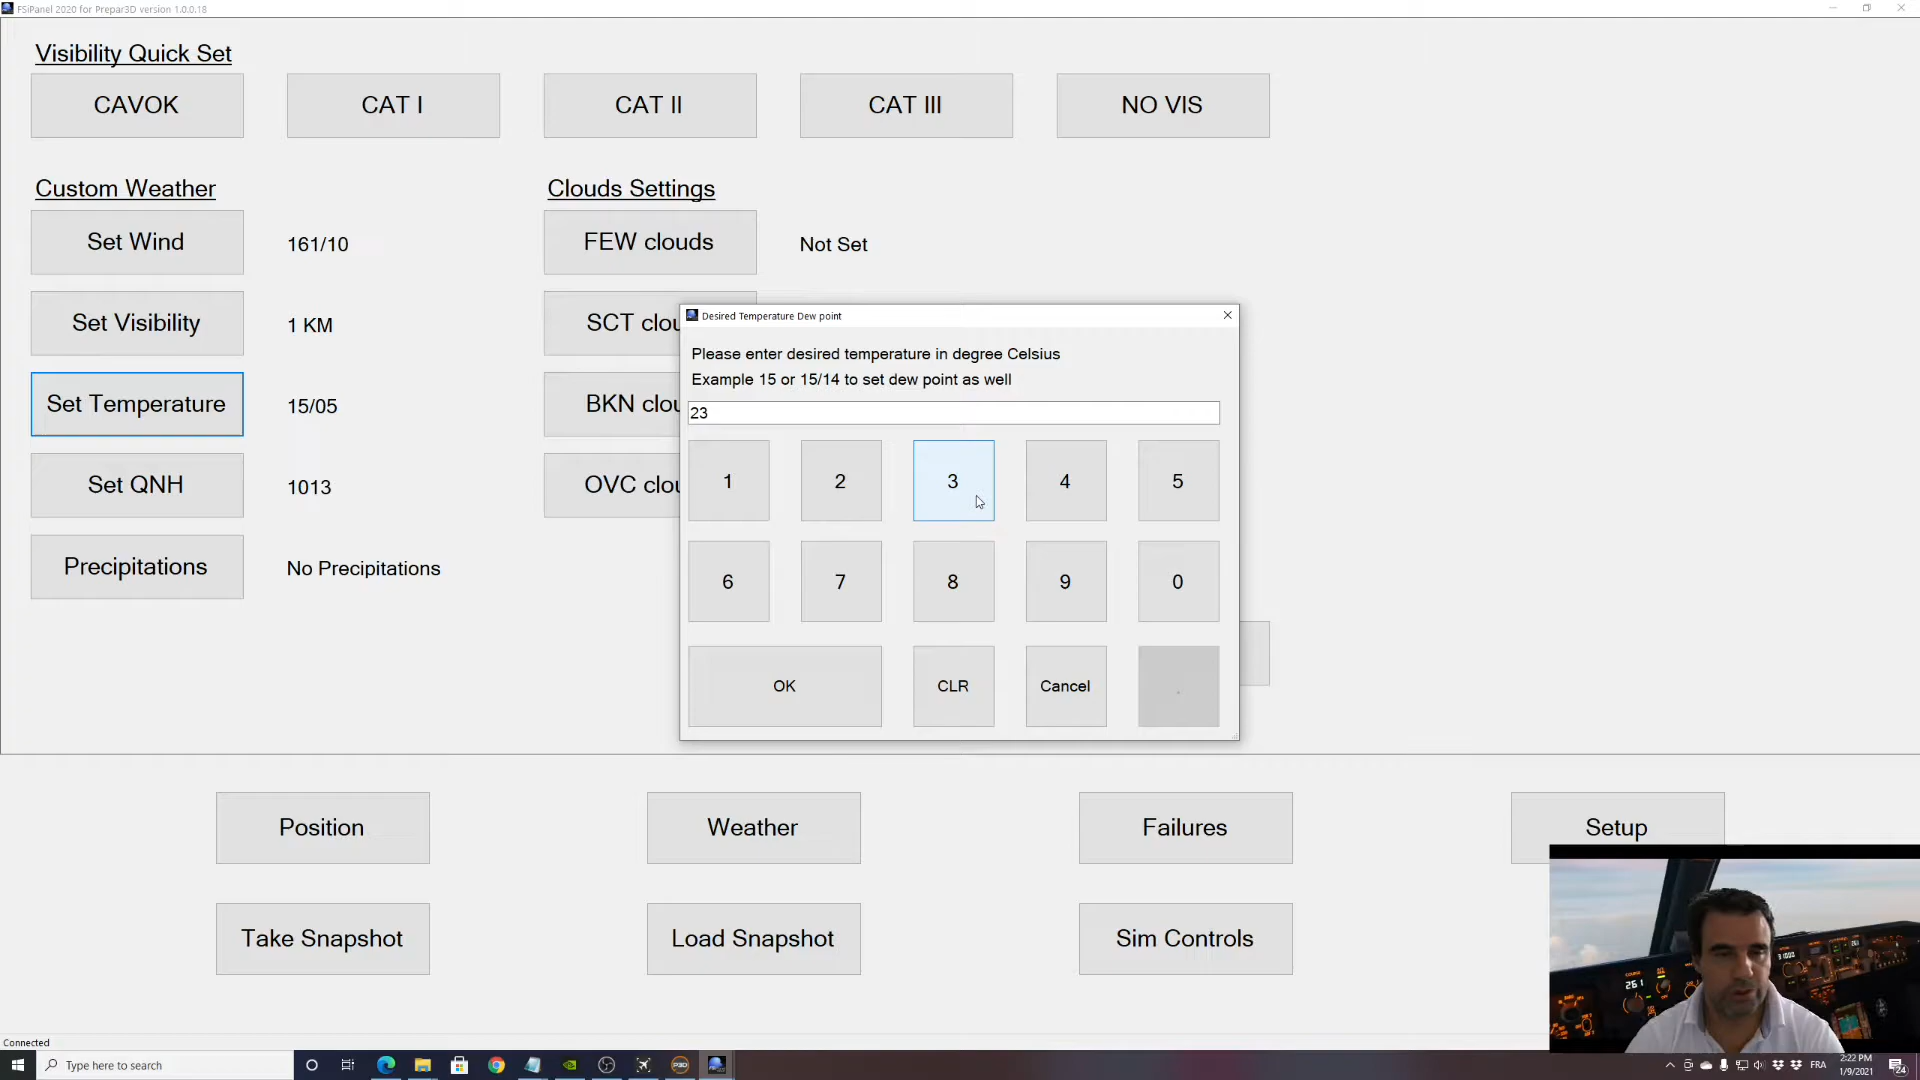 FSiPanel 2020 for Prepar3D version 1.0.0.18
Visibility Quick Set
CAVOK
CAT I
CAT II
CAT III
NO VIS
Custom Weather
Clouds Settings
Set Wind
161/10
FEW clouds
Not Set
Set Visibility
1 KM
SCT clou
Set Temperature
15/05
BKN clou
Set QNH
1013
OVC clou
Precipitations
No Precipitations
Desired Temperature Dew point
Please enter desired temperature in degree Celsius
Example 15 or 15/14 to set dew point as well
23
1
2
3
4
5
6
7
8
9
0
OK
CLR
Cancel
.
Position
Weather
Failures
Setup
Take Snapshot
Load Snapshot
Sim Controls
COURSE
261
Connected
Type here to search
P3D
FRA
2:22 PM
1/9/2021
24